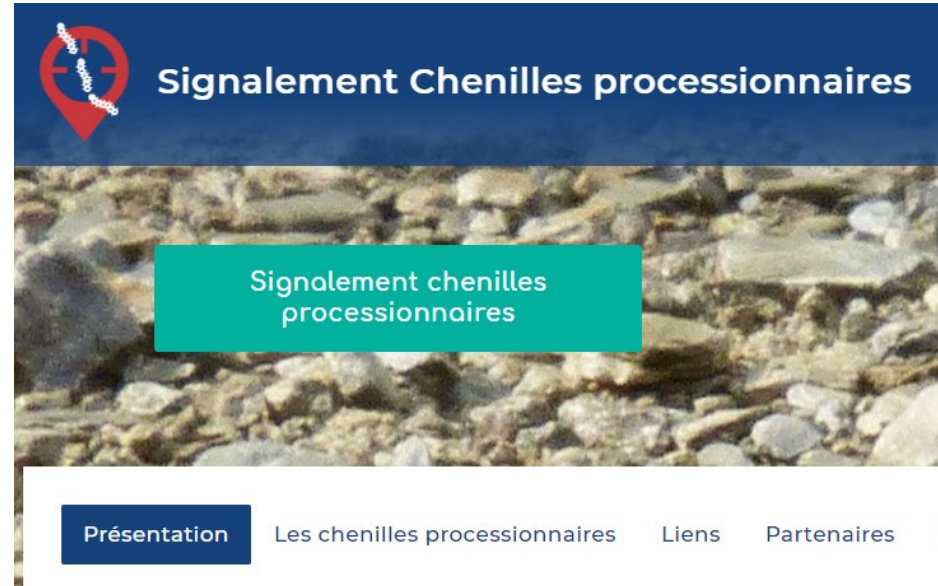 Signalement Chenilles processionnaires
Signalement chenilles
processionnaires
Présentation
Les chenilles processionnaires
Liens
Partenaires